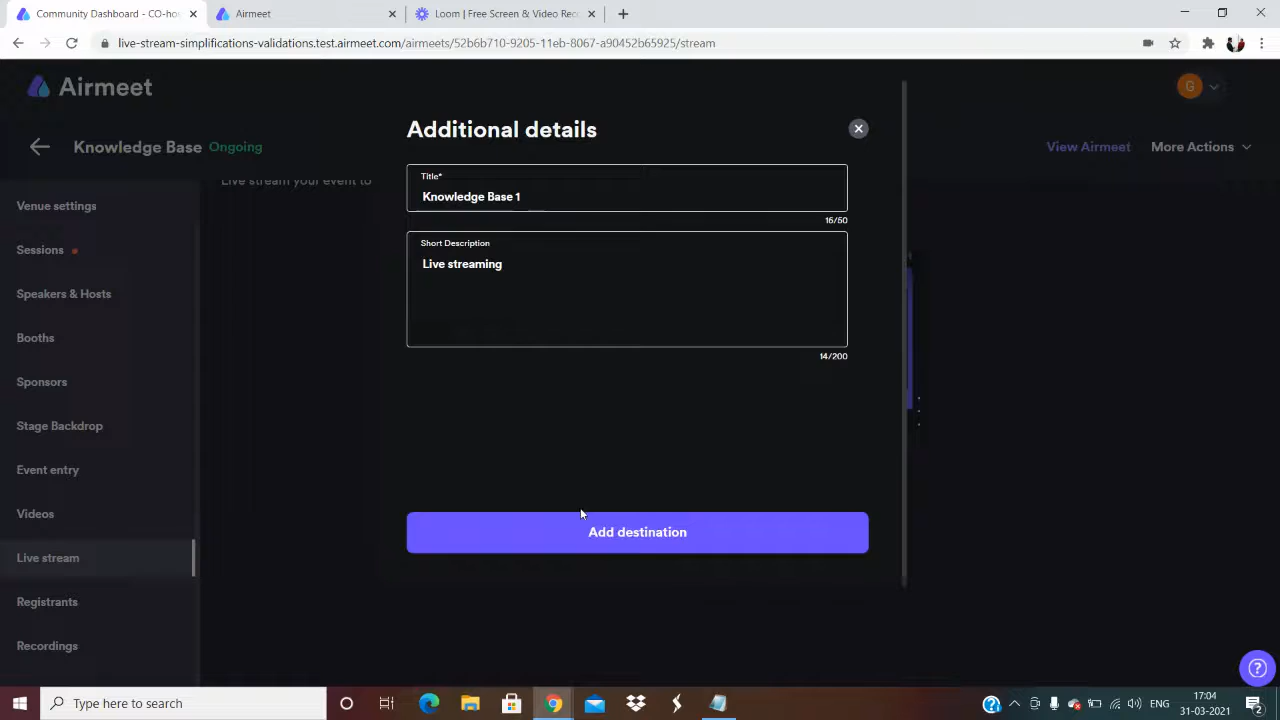 Community Dashboard - CO-ho
Airmeet
Loom | Free Screen & Video Rec
live-stream-simplifications-validations.test.airmeet.com/airmeets/52b6b710-9205-11eb-8067-a90452b65925/stream
Airmeet
G
Knowledge Base Ongoing
View Airmeet
More Actions
Live stream your event to
Venue settings
Sessions
Speakers & Hosts
Booths
Sponsors
Stage Backdrop
Event entry
Videos
Live stream
Registrants
Recordings
Additional details
Title*
Knowledge Base 1
16/50
Short Description
Live streaming
14/200
Add destination
?
Type here to search
ENG
17:04
31-03-2021
2